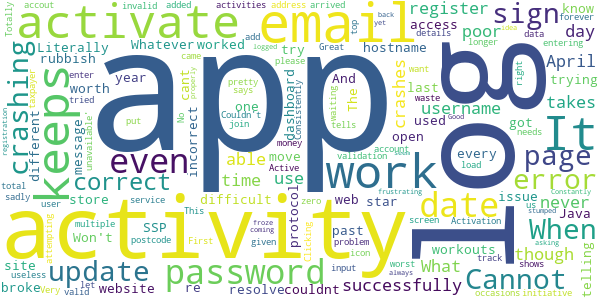 Totally
accout
invalid
added
activities
address
arrived
back
yet
idea
forever
activate
email
sign
register
access
poor
day
know
Literally
Whatever
worked
add
try
Great
please
top
details
longer
data
entering
rubbish
worth
year
says
Consistently
hostname
April
trying
crashing
keeps
app
log
It
enter
tried
pretty
cant
No
came
properly
one
Couldn't
join
dashboard
crashes
The
And
waiting
tells
want
last
waste
username
used
logged
Good
takes
right
different
message
unavailable
registration
put
incorrect
even
work
page
every
load
got
needs
error
correct
able
move
money
Active
validation
account
open
us
never
Constantly
stumped
taxpayer
time
use
protocol
web
star
date
issue
screen
Activation
When
though
Java
asking
total
sadly
user
store
service
difficult
activity
past
problem
icon
workouts
track
shows
telling
multiple
Won't
SSP
postcode
This
First
froze
coming
given
zero
Clicking
What
Cannot
frustrating
site
useless
broke
update
website
Very
valid
let
attempting
password
re
resolve
couldnt
input
successfully
worst
always
occasions
initiative